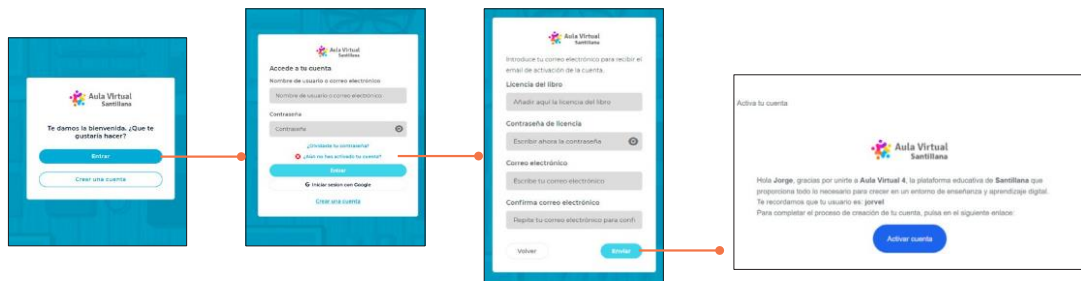 Aula Virtual
Santillana
Te damos la bienvenida. ¿Que te
gustaría hacer?
Entrar
Crear una cuenta
Aula Virtual
Santillana
Accede a tu cuenta
Nombre de usuario o correo electrónico
Nombre de usuario o correo electrónico
Contraseña
Contraseña
¿Olvidaste tu contraseña?
¿Aún no has activado tu cuenta?
Entrar
G Iniciar sesión con Google
Crear una cuenta
Aula Virtual
Santillana
Introduce tu correo electrónico para recibir el
email de activación de la cuenta.
Licencia del libro
Añadir aquí la licencia del libro
Contraseña de licencia
Escribir ahora la contraseña
Correo electrónico
Escribe tu correo electrónico
Confirma correo electrónico
Repite tu correo electrónico para confi
Volver
Enviar
Activa tu cuenta
Aula Virtual
Santillana
Hola Jorge, gracias por unirte a Aula Virtual 4, la plataforma educativa de Santillana que
proporciona todo lo necesario para crecer en un entorno de enseñanza y aprendizaje digital.
Te recordamos que tu usuario es: jorvel
Para completar el proceso de creación de tu cuenta, pulsa en el siguiente enlace:
Activar cuenta